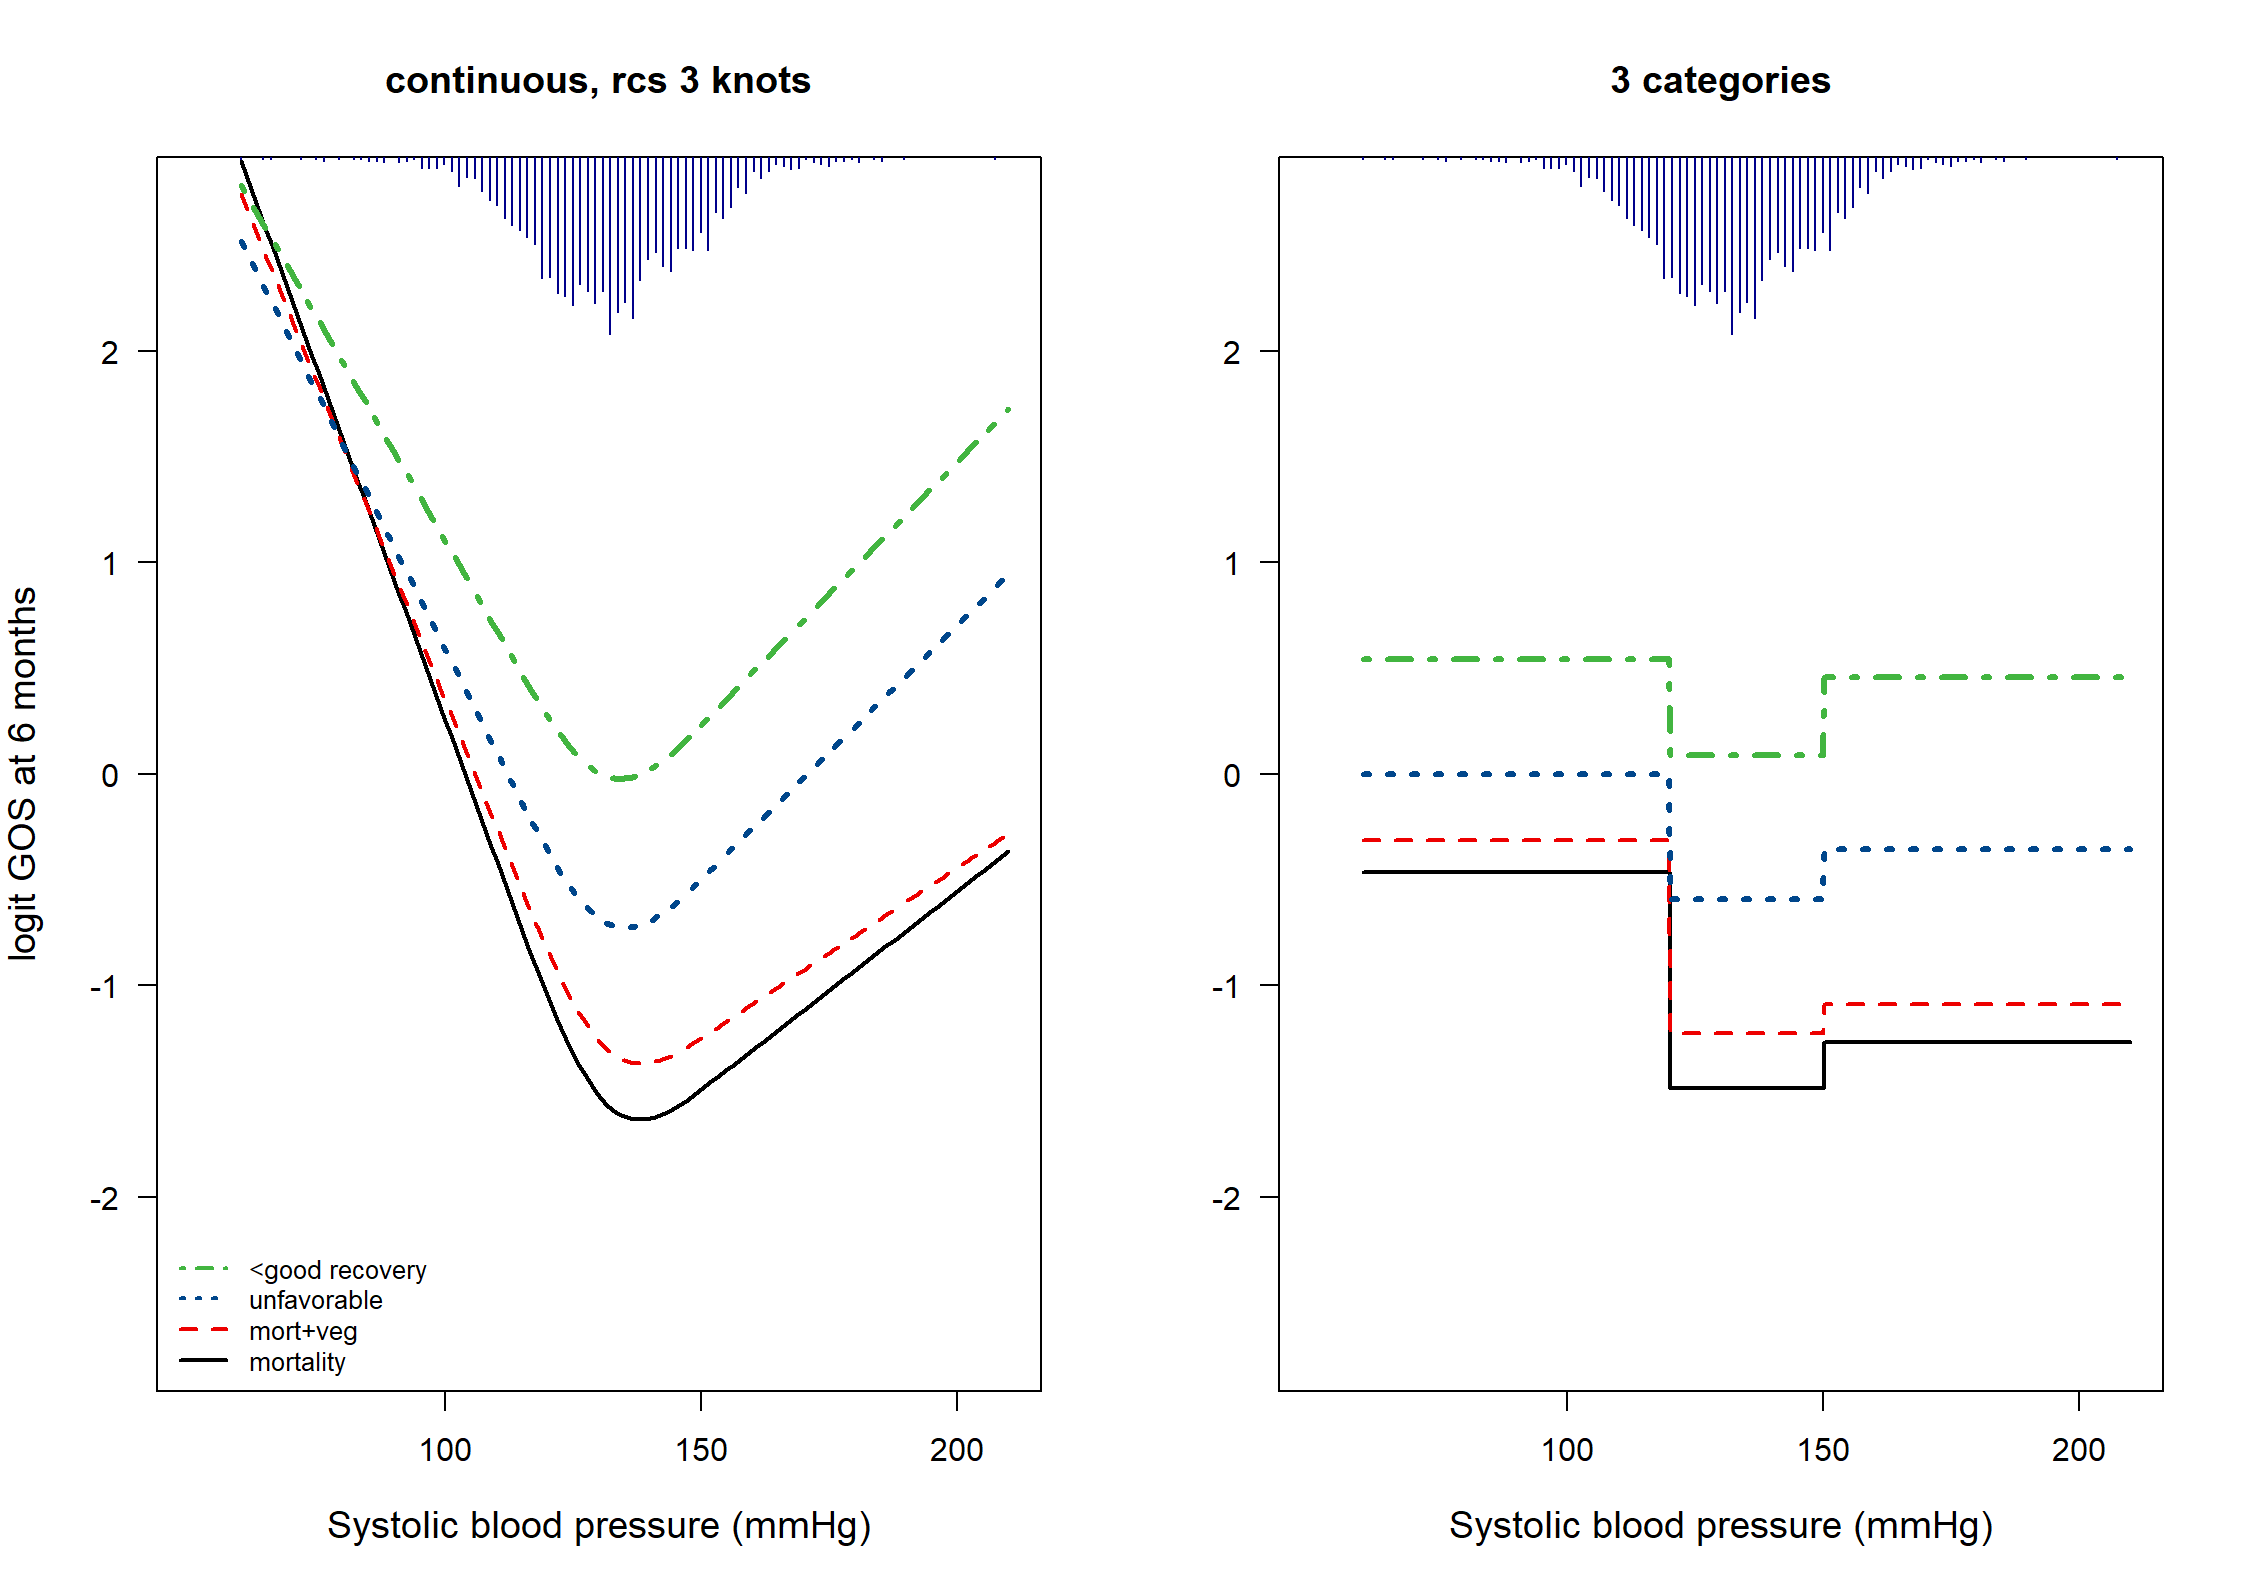 continuous, rcs 3 knots
logit GOS at 6 months
2
1
0
-1
-2
<good recovery
unfavorable
mort+veg
mortality
100 150 200
Systolic blood pressure (mmHg)
3 categories
2
1
0
-1
-2
100 150 200
Systolic blood pressure (mmHg)